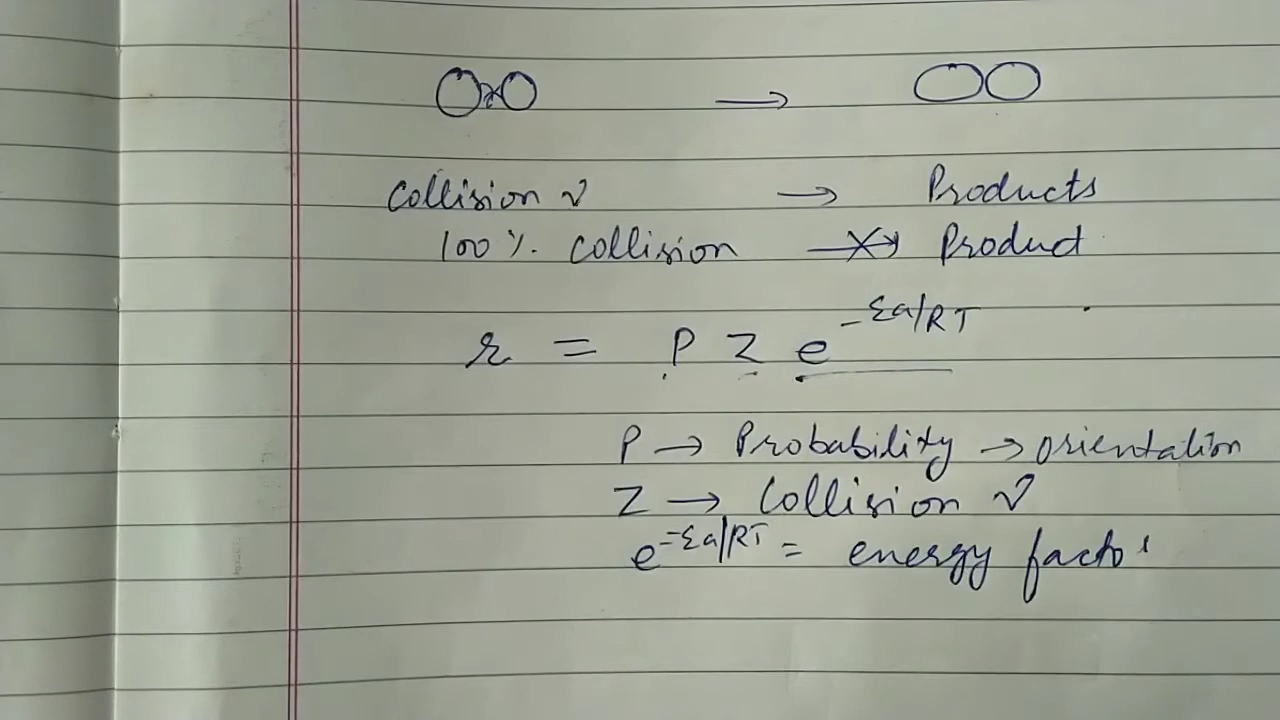 Collision ν → Products
100 %. Collision → Product
r = P Z e^-Ea/RT
P → Probability → orientation
Z → Collision ν
e^-Ea/RT = energy facto